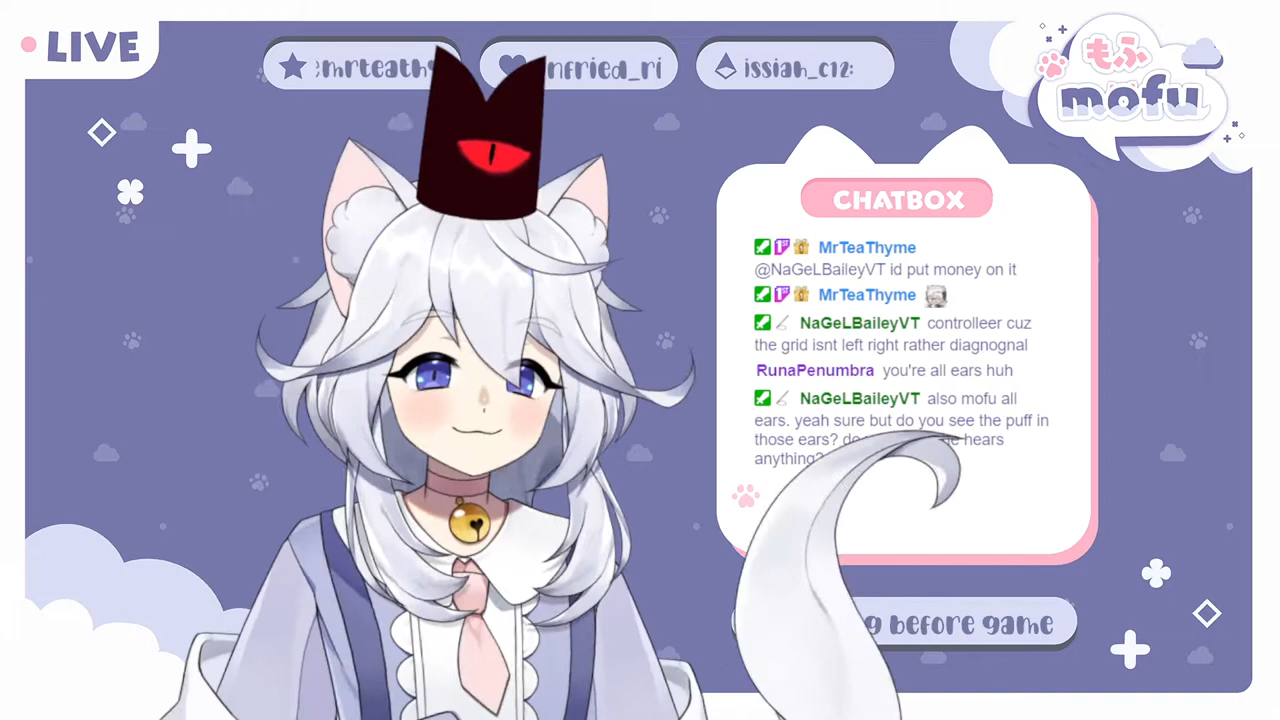 LIVE
issiah_c12:
もふ
mofu
CHATBOX
MrTeaThyme
@NaGeLBaileyVT id put money on it
MrTeaThyme
NaGeLBaileyVT controlleer cuz
the grid isnt left right rather diagnognal
RunaPenumbra you're all ears huh
NaGeLBaileyVT also mofu all
ears. yeah sure but do you see the puff in
those ears? hears
anything?
before game